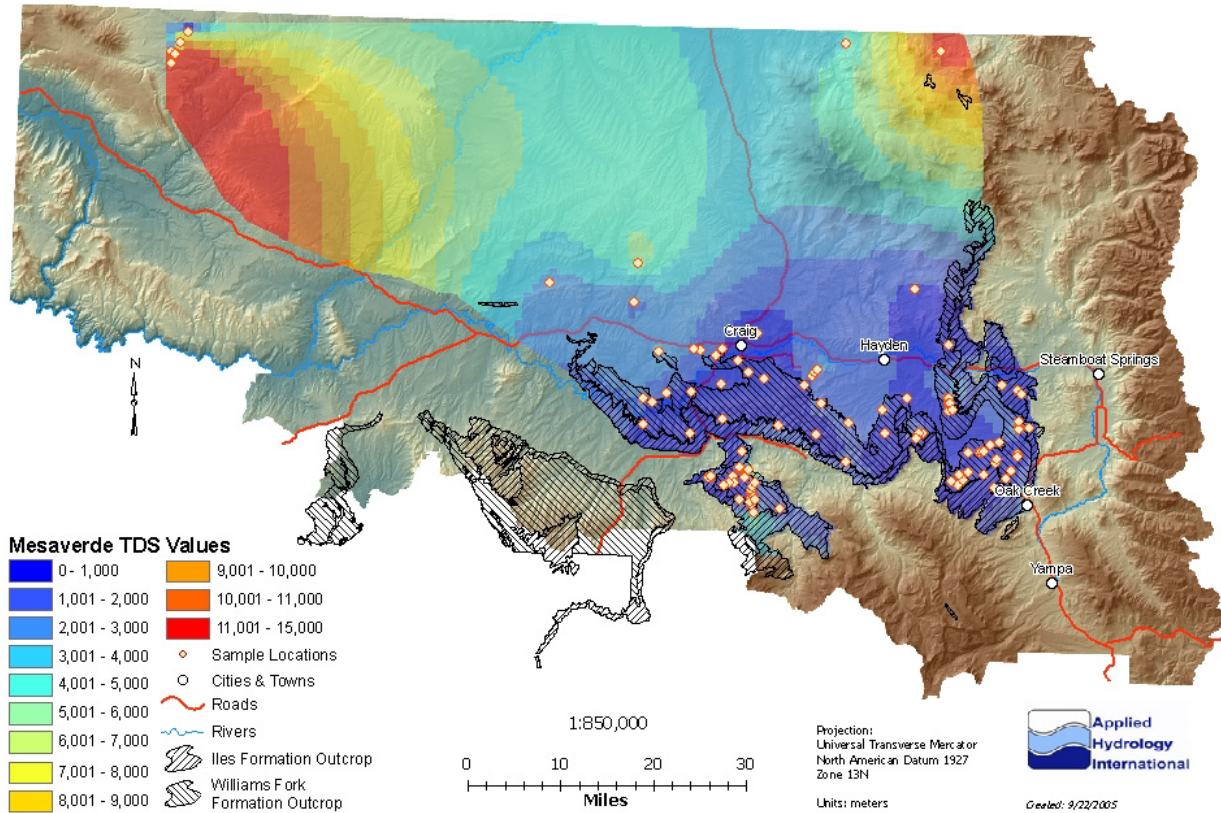 Craig
Hayden
Steamboat Springs
Oak Creek
Yampa
N
Mesaverde TDS Values
0 - 1,000
1,001 - 2,000
2,001 - 3,000
3,001 - 4,000
4,001 - 5,000
5,001 - 6,000
6,001 - 7,000
7,001 - 8,000
8,001 - 9,000
9,001 - 10,000
10,001 - 11,000
11,001 - 15,000
Sample Locations
Cities & Towns
Roads
Rivers
Iles Formation Outcrop
Williams Fork
Formation Outcrop
1:850,000
0 10 20 30
Miles
Projection:
Universal Transverse Mercator
North American Datum 1927
Zone 13N
Units: meters
Applied
Hydrology
International
Created: 9/22/2005